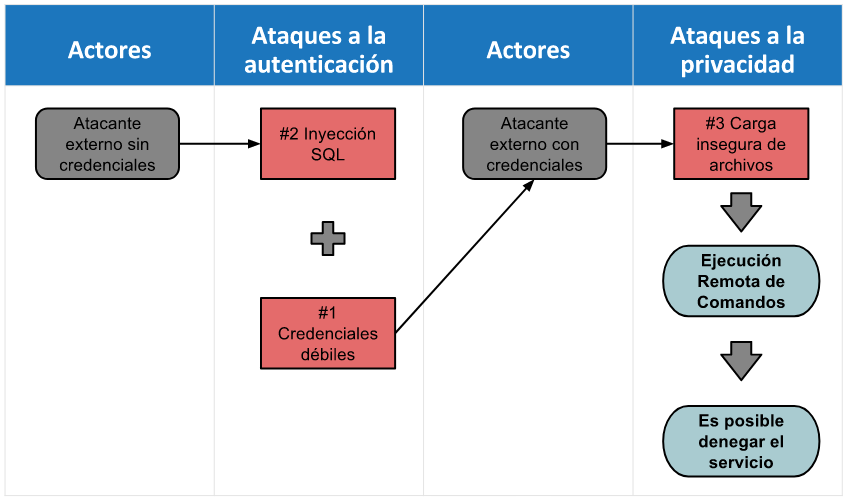 Actores
Ataques a la
autenticación
Actores
Ataques a la
privacidad
Atacante
externo sin
credenciales
#2 Inyección
SQL
#1
Credenciales
débiles
Atacante
externo con
credenciales
#3 Carga
insegura de
archivos
Ejecución
Remota de
Comandos
Es posible
denegar el
servicio